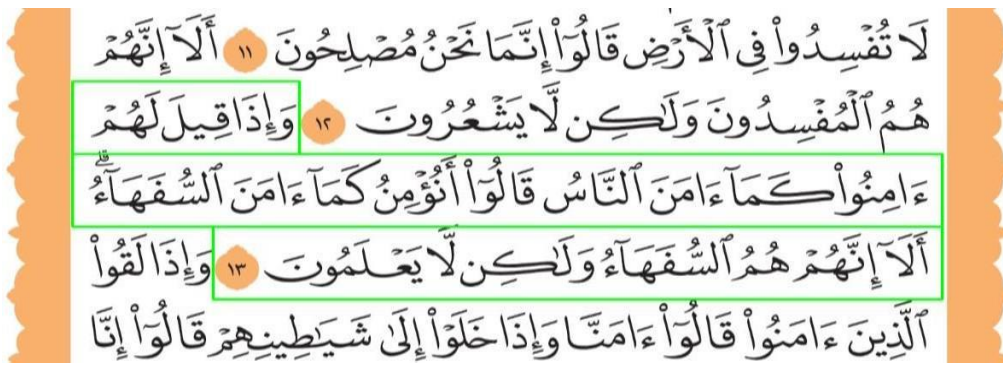 لَا تُفْسِدُوا۟ فِى ٱلْأَرْضِ قَالُوٓا۟ إِنَّمَا نَحْنُ مُصْلِحُونَ ١١ أَلَآ إِنَّهُمْ
هُمُ ٱلْمُفْسِدُونَ وَلَـٰكِن لَّا يَشْعُرُونَ ١٢ وَإِذَا قِيلَ لَهُمْ
ءَامِنُوا۟ كَمَآ ءَامَنَ ٱلنَّاسُ قَالُوٓا۟ أَنُؤْمِنُ كَمَآ ءَامَنَ ٱلسُّفَهَآءُ ۗ
أَلَآ إِنَّهُمْ هُمُ ٱلسُّفَهَآءُ وَلَـٰكِن لَّا يَعْلَمُونَ ١٣ وَإِذَا لَقُوا۟
ٱلَّذِينَ ءَامَنُوا۟ قَالُوٓا۟ ءَامَنَّا وَإِذَا خَلَوْا۟ إِلَىٰ شَيَـٰطِينِهِمْ قَالُوٓا۟ إِنَّا